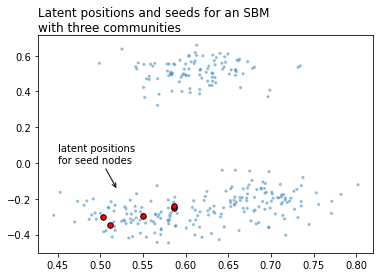 Latent positions and seeds for an SBM
with three communities
0.6
0.4
0.2
0.0
−0.2
−0.4
latent positions
for seed nodes
0.45 0.50 0.55 0.60 0.65 0.70 0.75 0.80